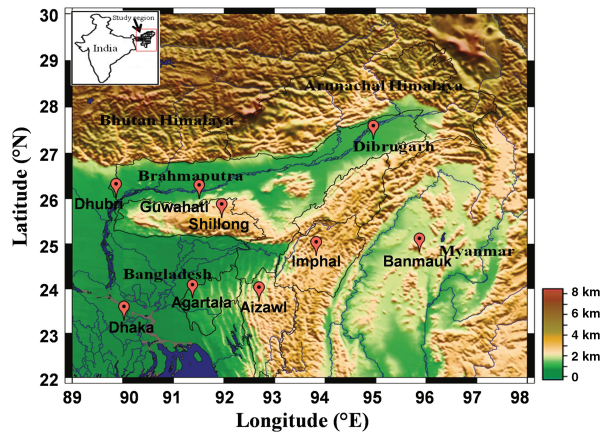 30
29
28
27
26
25
24
23
22
Latitude (°N)
Study region
India
Arunachal Himalaya
Bhutan Himalaya
Dibrugarh
Brahmaputra
Dhubri
Guwahati
Shillong
Imphal
Banmauk
Myanmar
Bangladesh
Agartala
Aizawl
Dhaka
8 km
6 km
4 km
2 km
0
89 90 91 92 93 94 95 96 97 98
Longitude (°E)